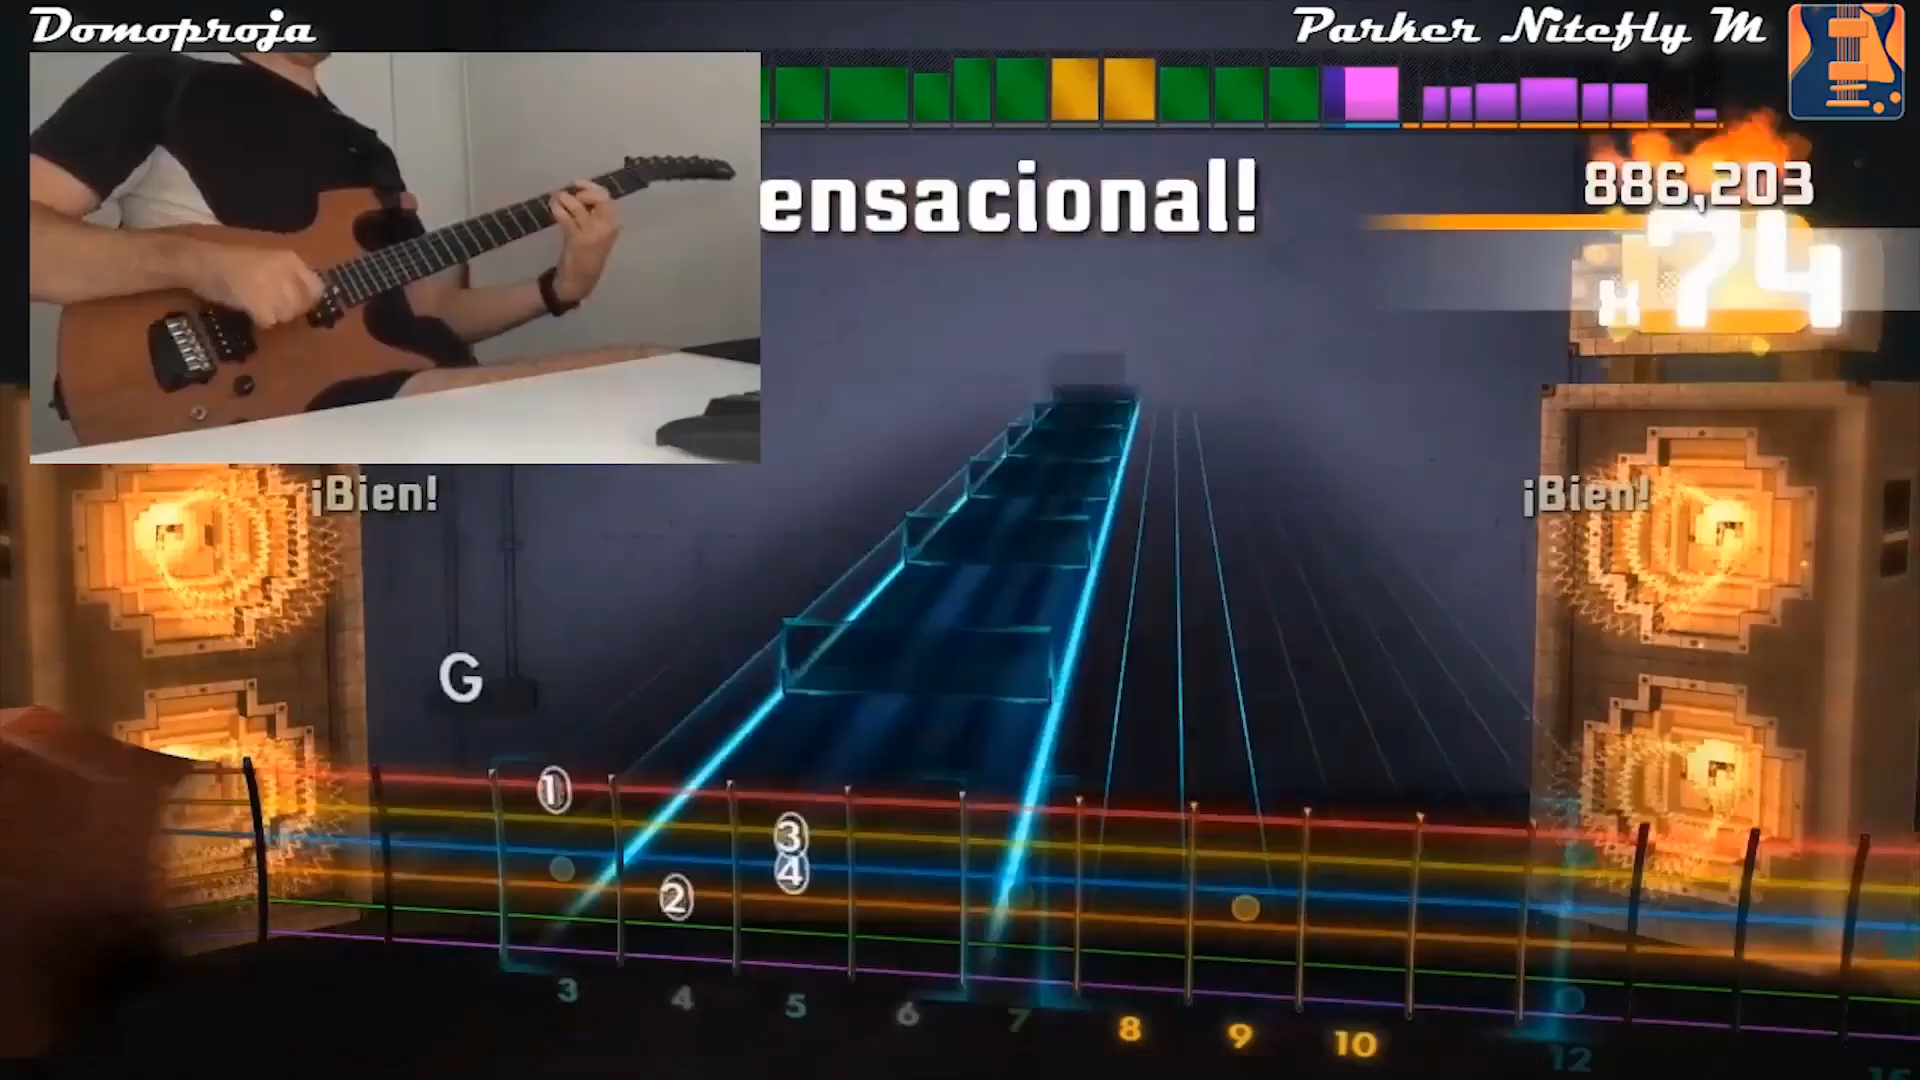 Domoproja
Parker Nitefly M
ensacional!
886,203
x74
¡Bien!
¡Bien!
G
1
3
4
2
3 4 5 6 7 8 9 10 12